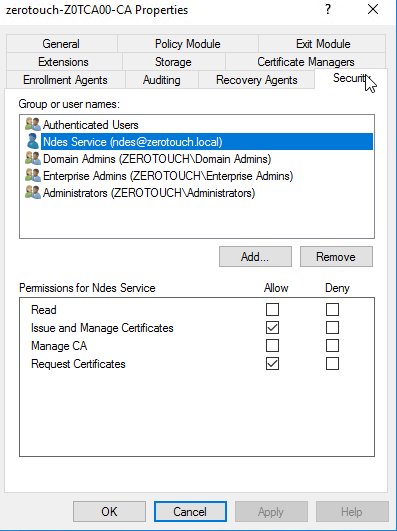 zerotouch-Z0TCA00-CA Properties
?
General
Policy Module
Exit Module
Extensions
Storage
Certificate Managers
Enrollment Agents
Auditing
Recovery Agents
Security
Group or user names:
Authenticated Users
Ndes Service (ndes@zerotouch.local)
Domain Admins (ZEROTOUCH\Domain Admins)
Enterprise Admins (ZEROTOUCH\Enterprise Admins)
Administrators (ZEROTOUCH\Administrators)
Add...
Remove
Permissions for Ndes Service
Allow
Deny
Read
Issue and Manage Certificates
Manage CA
Request Certificates
OK
Cancel
Apply
Help